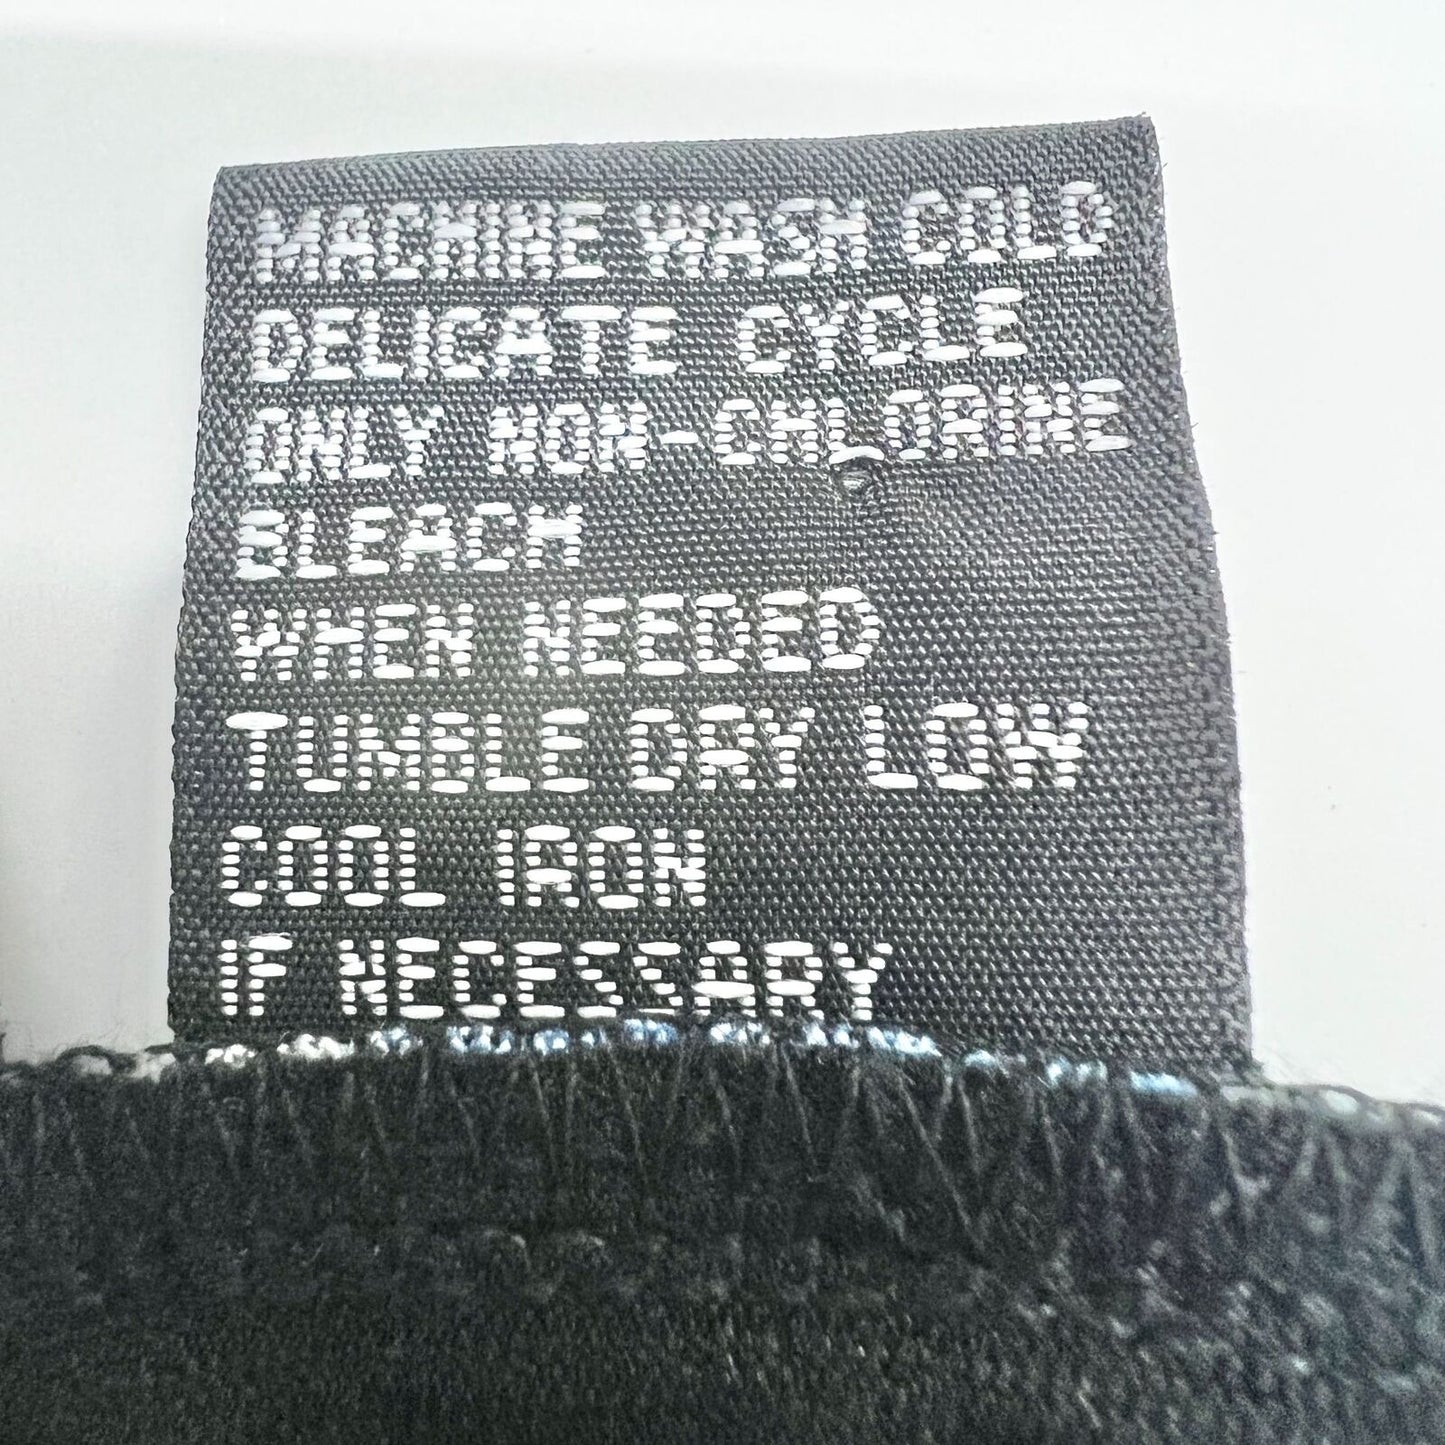 MACHINE WASH COLD
DELICATE CYCLE
ONLY NON-CHLORINE
BLEACH
WHEN NEEDED
TUMBLE DRY LOW
COOL IRON
IF NECESSARY